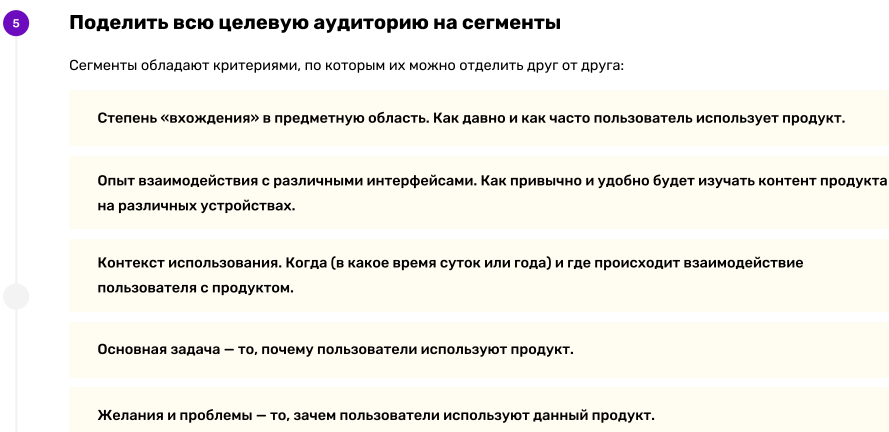 5
Поделить всю целевую аудиторию на сегменты
Сегменты обладают критериями, по которым их можно отделить друг от друга:
Степень «вхождения» в предметную область. Как давно и как часто пользователь использует продукт.
Опыт взаимодействия с различными интерфейсами. Как привычно и удобно будет изучать контент продукта
на различных устройствах.
Контекст использования. Когда (в какое время суток или года) и где происходит взаимодействие
пользователя с продуктом.
Основная задача — то, почему пользователи используют продукт.
Желания и проблемы — то, зачем пользователи используют данный продукт.